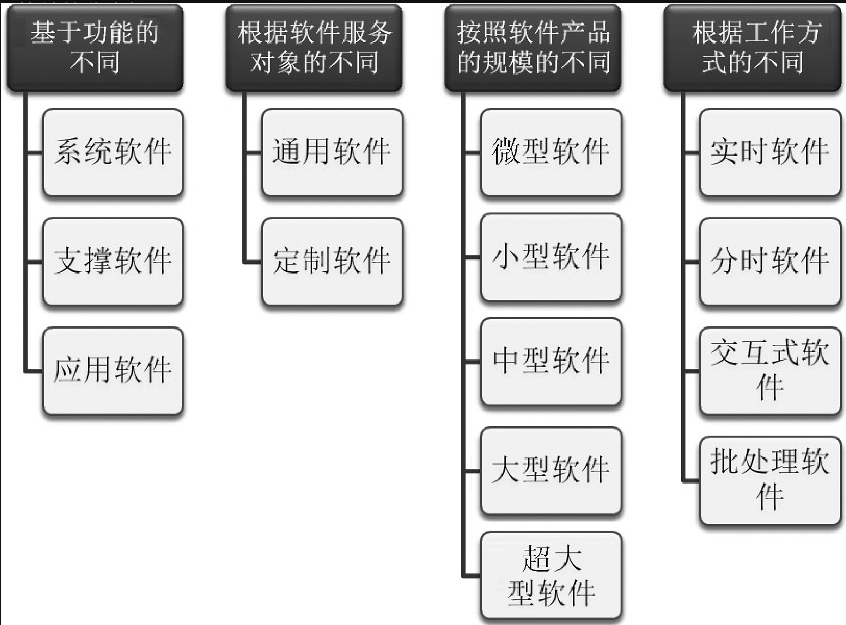 基于功能的
不同
系统软件
支撑软件
应用软件
根据软件服务
对象的不同
通用软件
定制软件
按照软件产品
的规模的不同
微型软件
小型软件
中型软件
大型软件
超大
型软件
根据工作方
式的不同
实时软件
分时软件
交互式软
件
批处理软
件